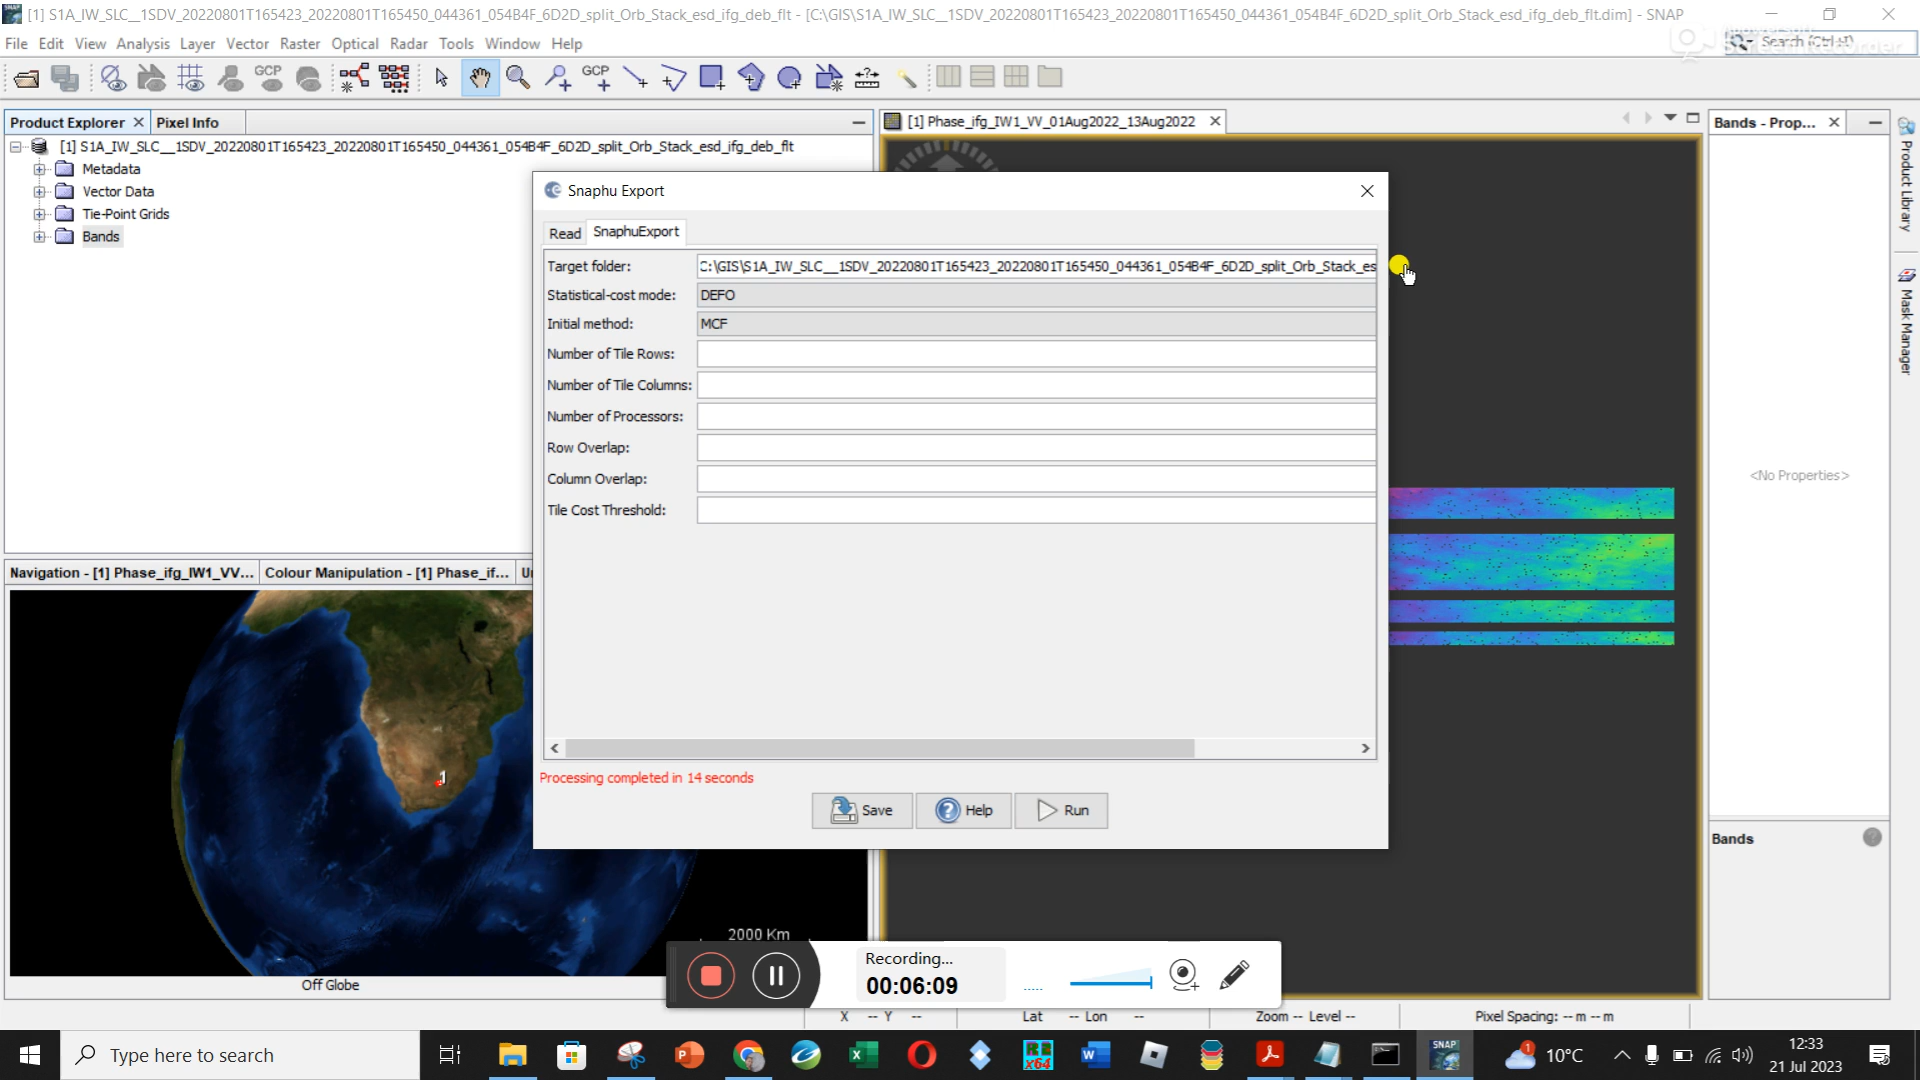 [1] S1A_IW_SLC__1SDV_20220801T165423_20220801T165450_044361_054B4F_6D2D_split_Orb_Stack_esd_ifg_deb_flt - [C:\GIS\S1A_IW_SLC__1SDV_20220801T165423_20220801T165450_044361_054B4F_6D2D_split_Orb_Stack_esd_ifg_deb_flt.dim] - SNAP
File Edit View Analysis Layer Vector Raster Optical Radar Tools Window Help
Search (Ctrl+I)
GCP
GCP
Product Explorer
Pixel Info
[1] Phase_ifg_IW1_VV_01Aug2022_13Aug2022
Bands - Prop...
Product Library
Mask Manager
[1] S1A_IW_SLC__1SDV_20220801T165423_20220801T165450_044361_054B4F_6D2D_split_Orb_Stack_esd_ifg_deb_flt
Metadata
Vector Data
Tie-Point Grids
Bands
Snaphu Export
Read
SnaphuExport
Target folder: C:\GIS\S1A_IW_SLC__1SDV_20220801T165423_20220801T165450_044361_054B4F_6D2D_split_Orb_Stack_es
Statistical-cost mode: DEFO
Initial method: MCF
Number of Tile Rows:
Number of Tile Columns:
Number of Processors:
Row Overlap:
Column Overlap:
Tile Cost Threshold:
<No Properties>
Processing completed in 14 seconds
Save
Help
Run
Navigation - [1] Phase_ifg_IW1_VV...
Colour Manipulation - [1] Phase_if...
1
2000 Km
Off Globe
Bands
Recording...
00:06:09
X -- Y --
Lat -- Lon --
Zoom -- Level --
Pixel Spacing: -- m -- m
Type here to search
x64
SNAP
1
10°C
12:33
21 Jul 2023